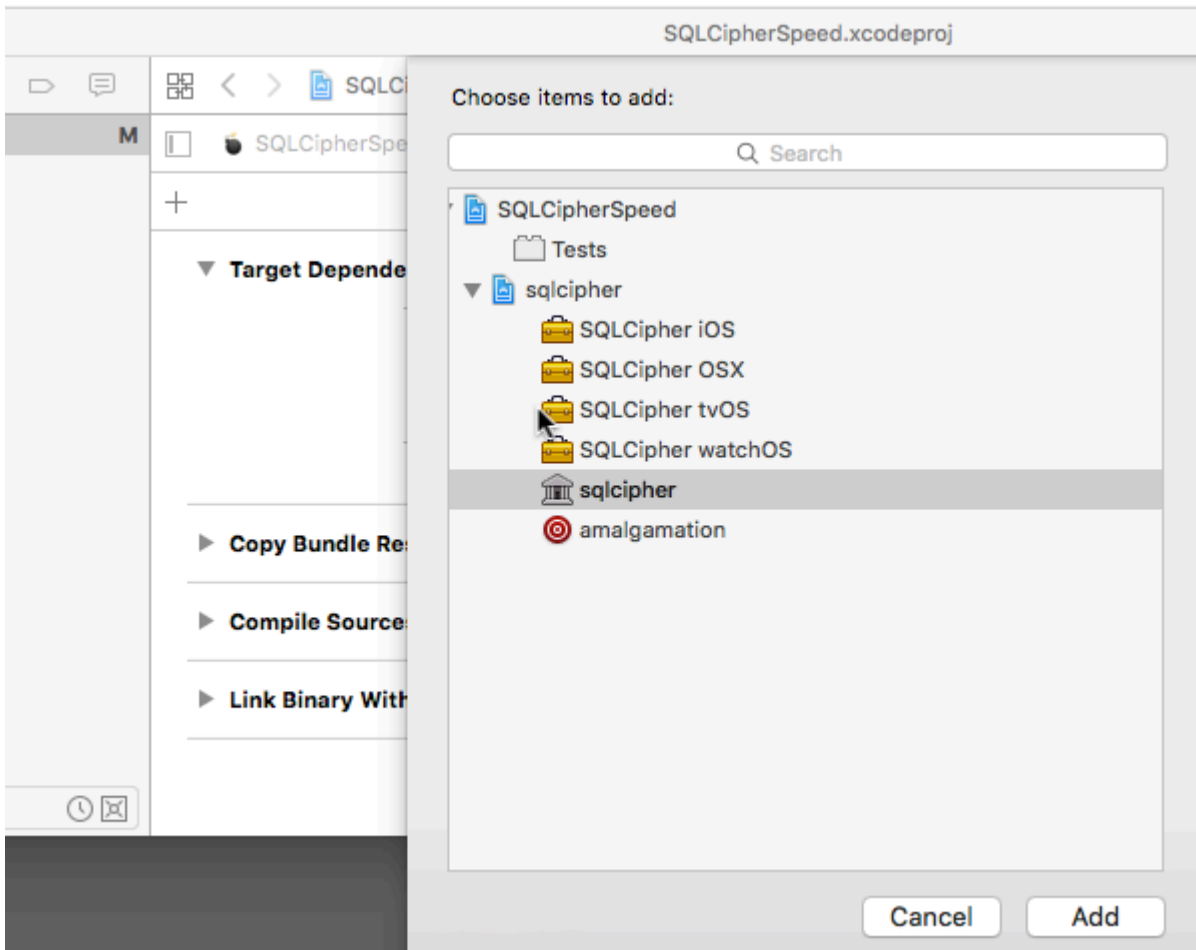 SQLCipherSpeed.xcodeproj
SQLCi
Choose items to add:
M
SQLCipherSpe
Search
SQLCipherSpeed
Tests
Target Depende
sqlcipher
SQLCipher iOS
SQLCipher OSX
SQLCipher tvOS
SQLCipher watchOS
sqlcipher
amalgamation
Copy Bundle Re
Compile Source
Link Binary With
Cancel
Add